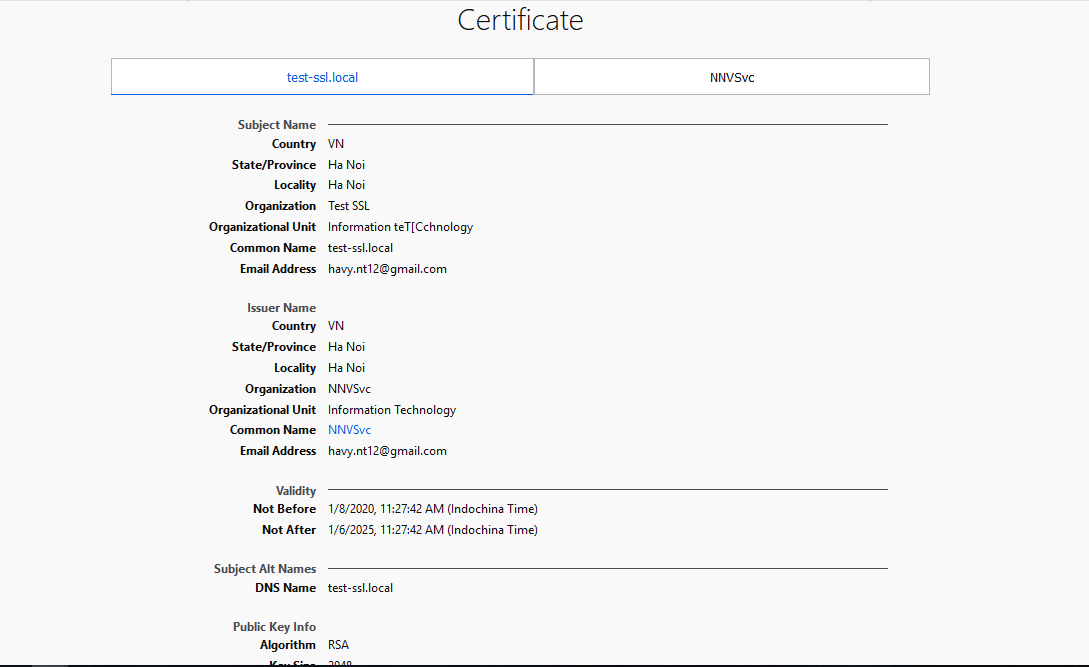 Certificate
test-ssl.local NNVSvc
Subject Name
Country VN
State/Province Ha Noi
Locality Ha Noi
Organization Test SSL
Organizational Unit Information teT[Cchnology
Common Name test-ssl.local
Email Address havy.nt12@gmail.com
Issuer Name
Country VN
State/Province Ha Noi
Locality Ha Noi
Organization NNVSvc
Organizational Unit Information Technology
Common Name NNVSvc
Email Address havy.nt12@gmail.com
Validity
Not Before 1/8/2020, 11:27:42 AM (Indochina Time)
Not After 1/6/2025, 11:27:42 AM (Indochina Time)
Subject Alt Names
DNS Name test-ssl.local
Public Key Info
Algorithm RSA
Key Size 2048